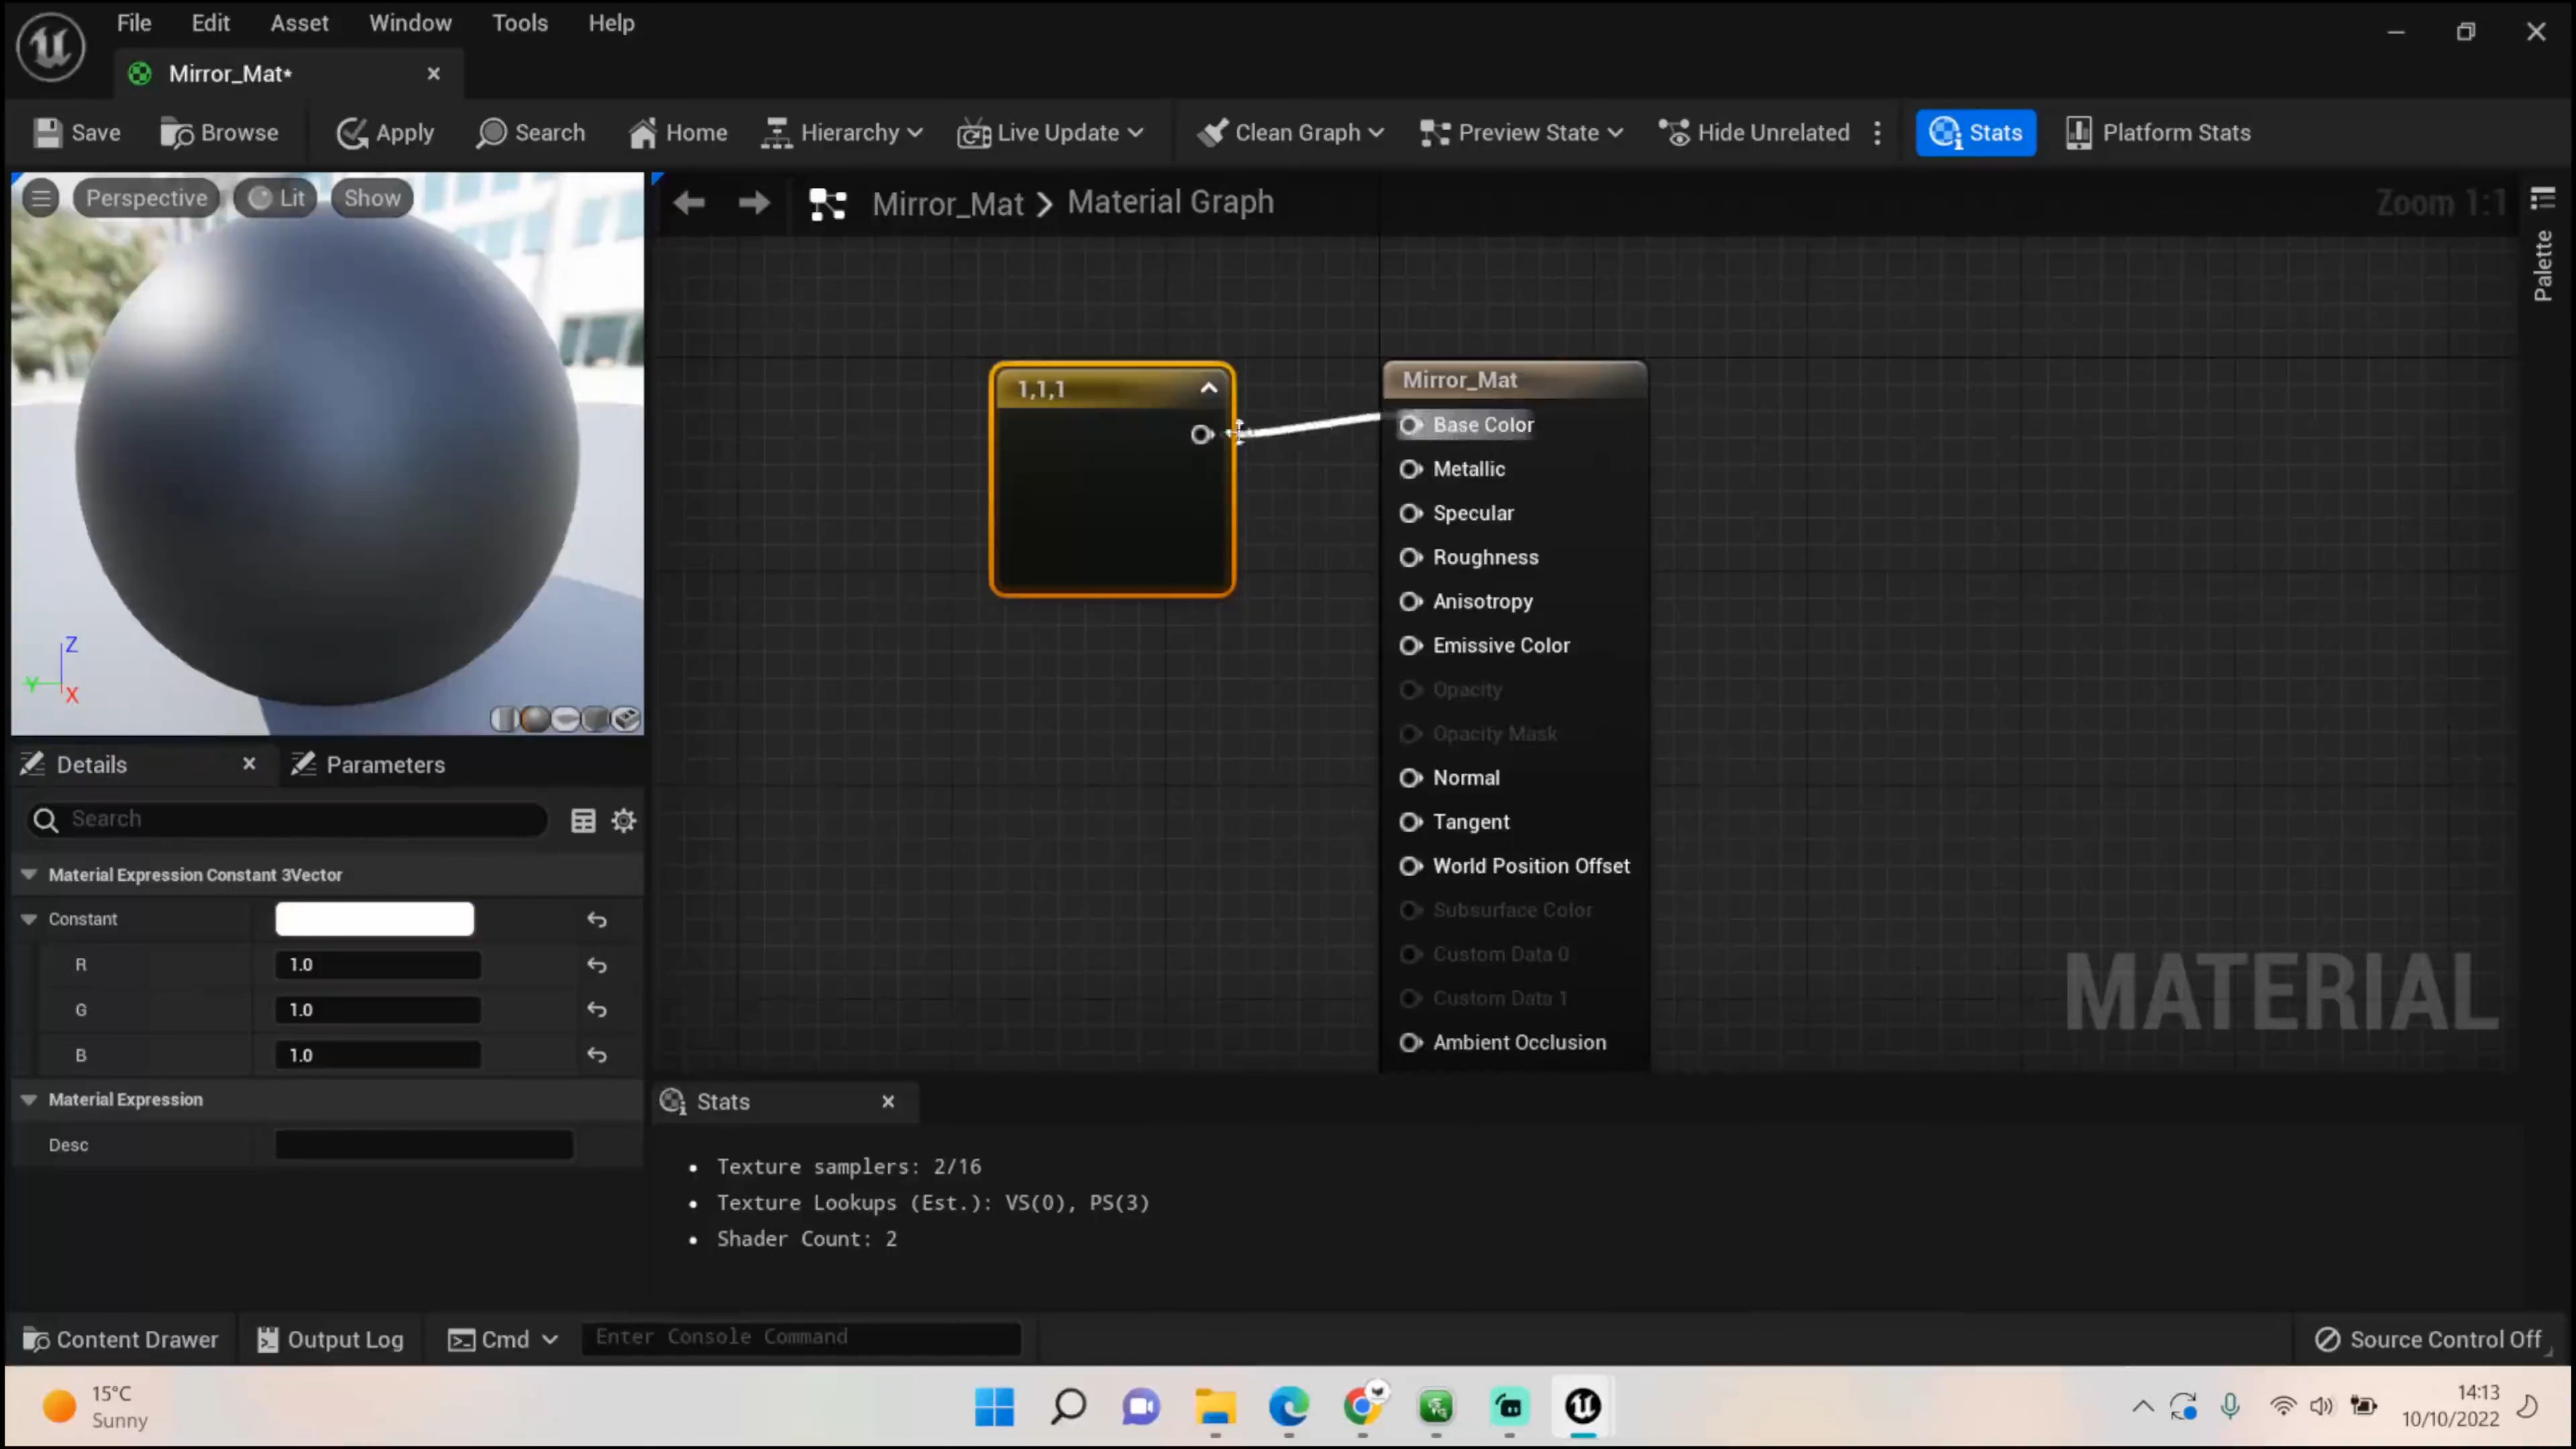 File Edit Asset Window Tools Help
Mirror_Mat*
Save Browse Apply Search Home Hierarchy Live Update Clean Graph Preview State Hide Unrelated Stats Platform Stats
Perspective Lit Show
Mirror_Mat > Material Graph
Zoom 1:1
Palette
1,1,1
Mirror_Mat
Base Color
Metallic
Specular
Roughness
Anisotropy
Emissive Color
Opacity
Opacity Mask
Normal
Tangent
World Position Offset
Subsurface Color
Custom Data 0
Custom Data 1
Ambient Occlusion
MATERIAL
Z
Y
X
Details Parameters
Search
Material Expression Constant 3Vector
Constant
R 1.0
G 1.0
B 1.0
Material Expression
Desc
Stats
Texture samplers: 2/16
Texture Lookups (Est.): VS(0), PS(3)
Shader Count: 2
Content Drawer Output Log Cmd Enter Console Command Source Control Off
15°C
Sunny
14:13
10/10/2022